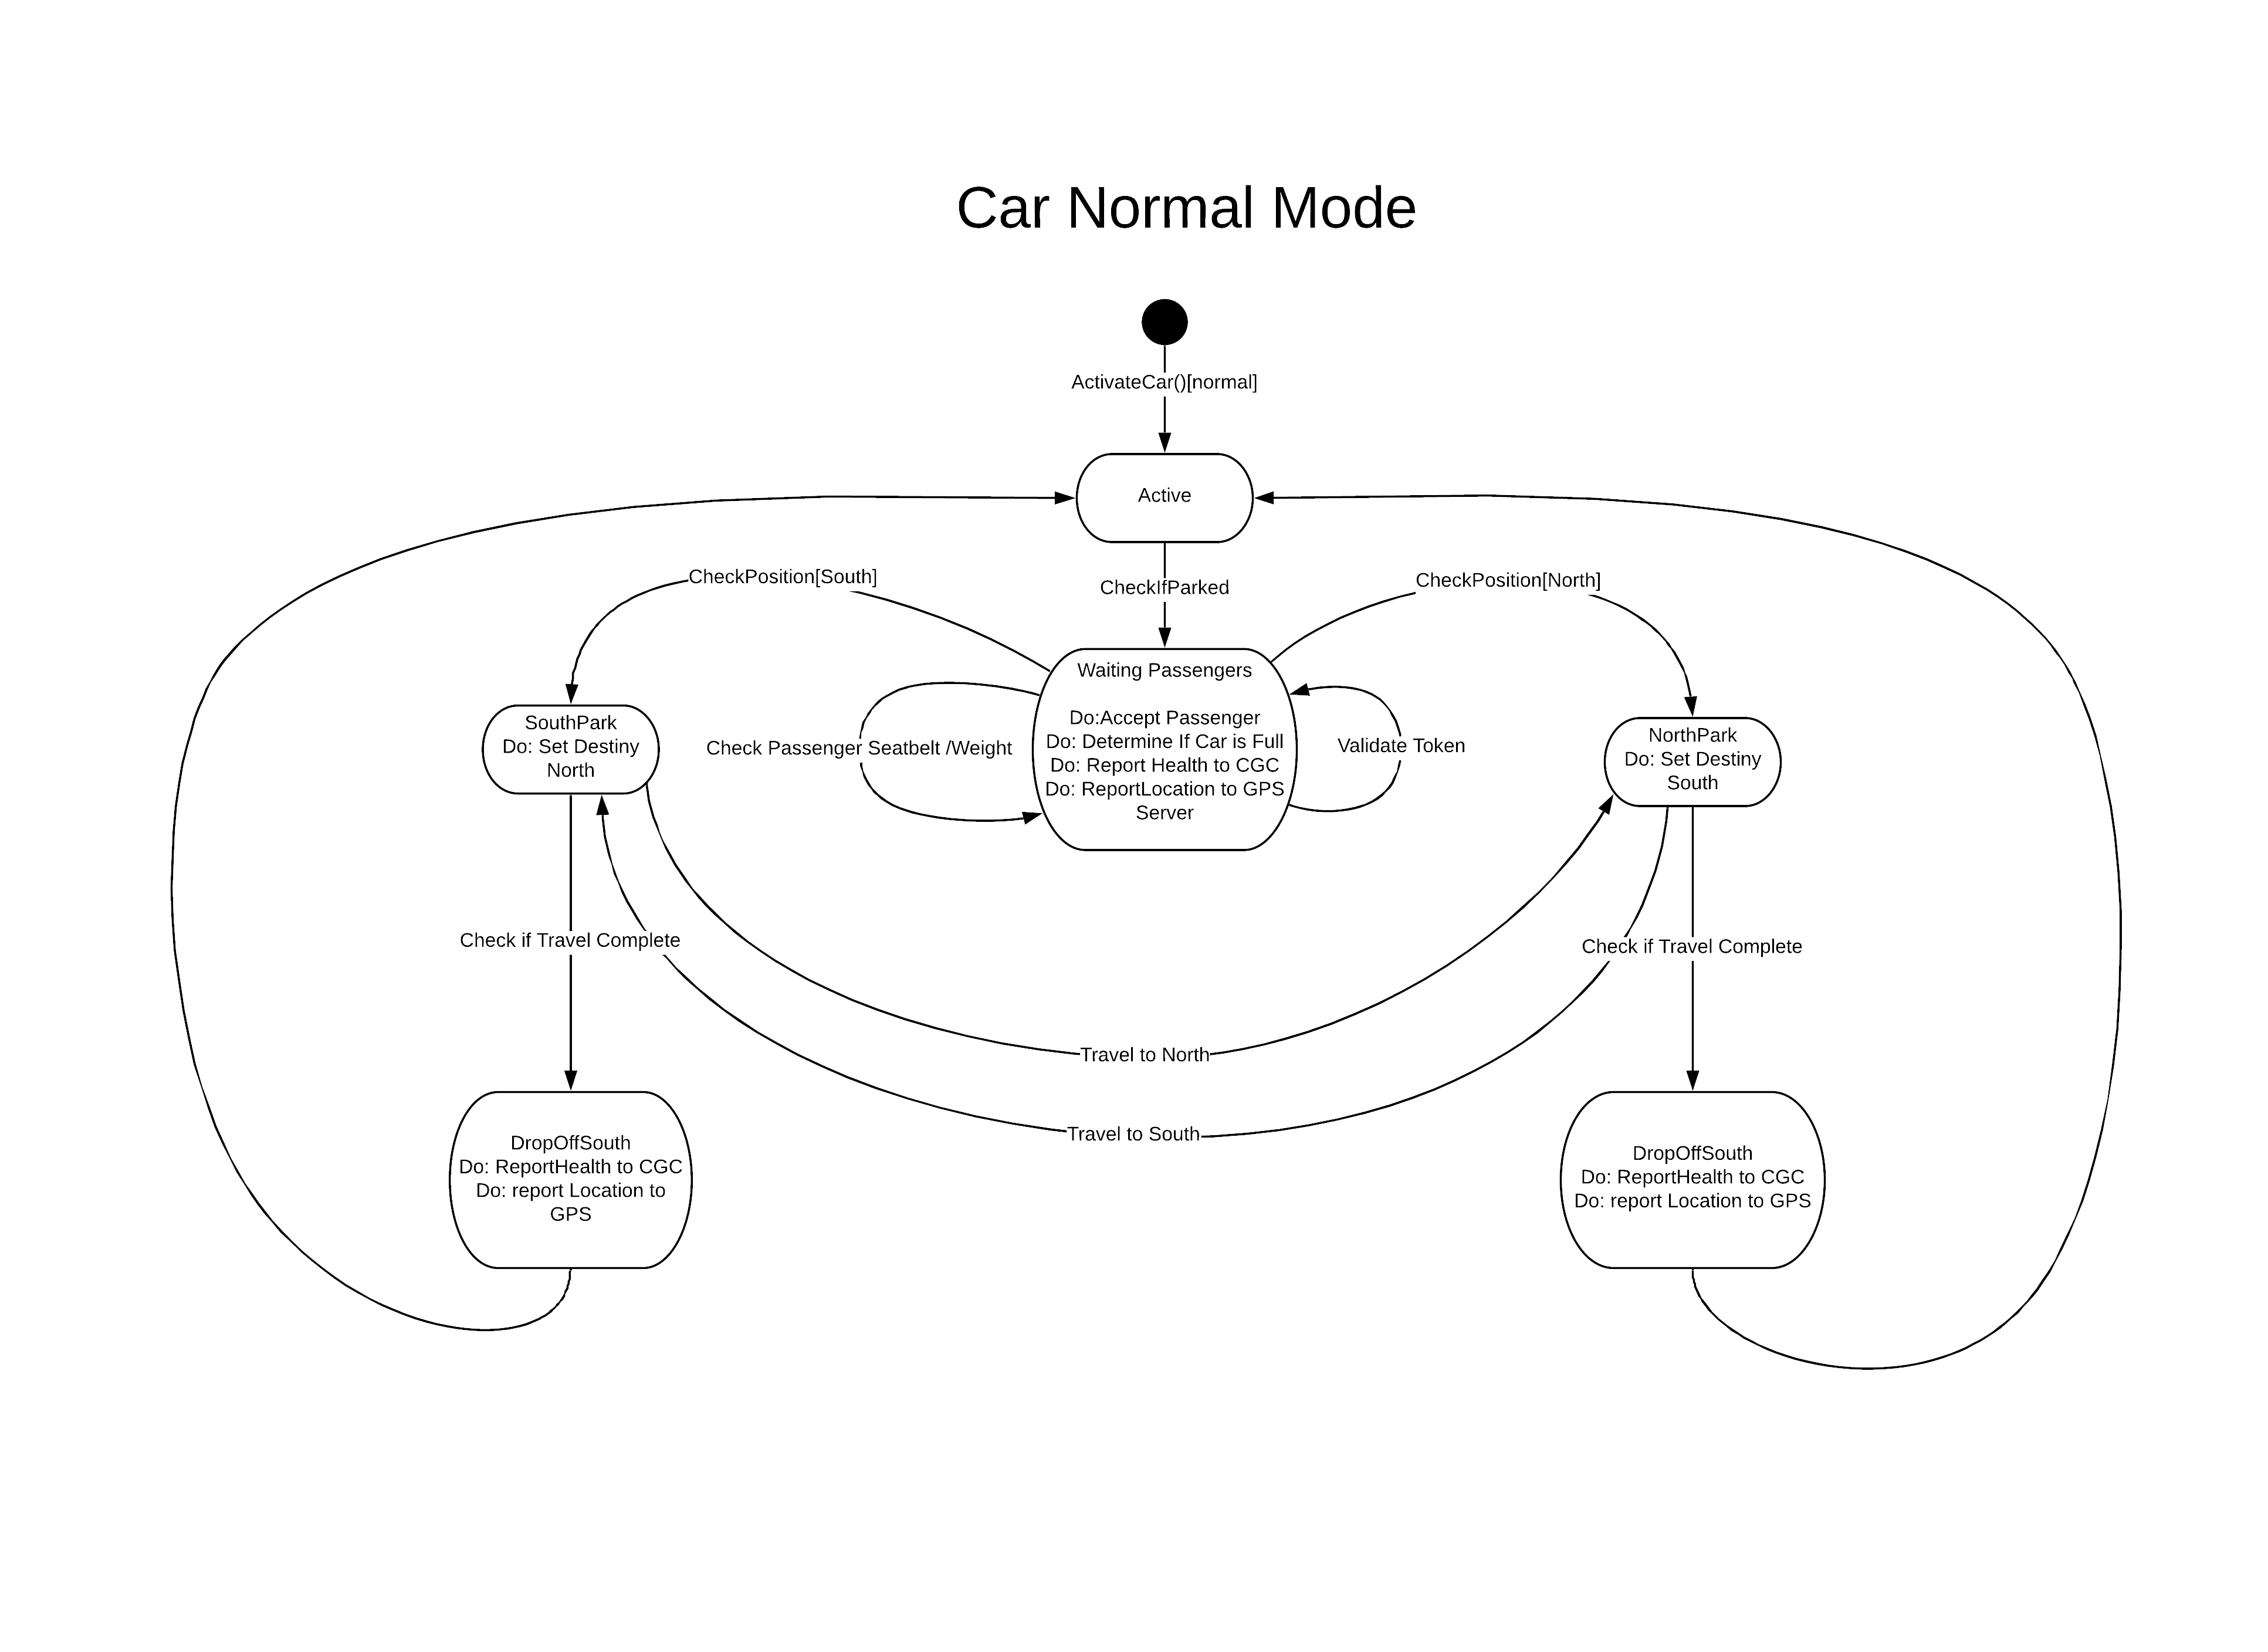 Car Normal Mode
ActivateCar()[normal]
Active
CheckPosition[South]
CheckIfParked
CheckPosition[North]
Waiting Passengers
Do:Accept Passenger
Do: Determine If Car is Full
Do: Report Health to CGC
Do: ReportLocation to GPS
Server
SouthPark
Do: Set Destiny
North
Check Passenger Seatbelt /Weight
Validate Token
NorthPark
Do: Set Destiny
South
Check if Travel Complete
Check if Travel Complete
Travel to North
Travel to South
DropOffSouth
Do: ReportHealth to CGC
Do: report Location to
GPS
DropOffSouth
Do: ReportHealth to CGC
Do: report Location to GPS